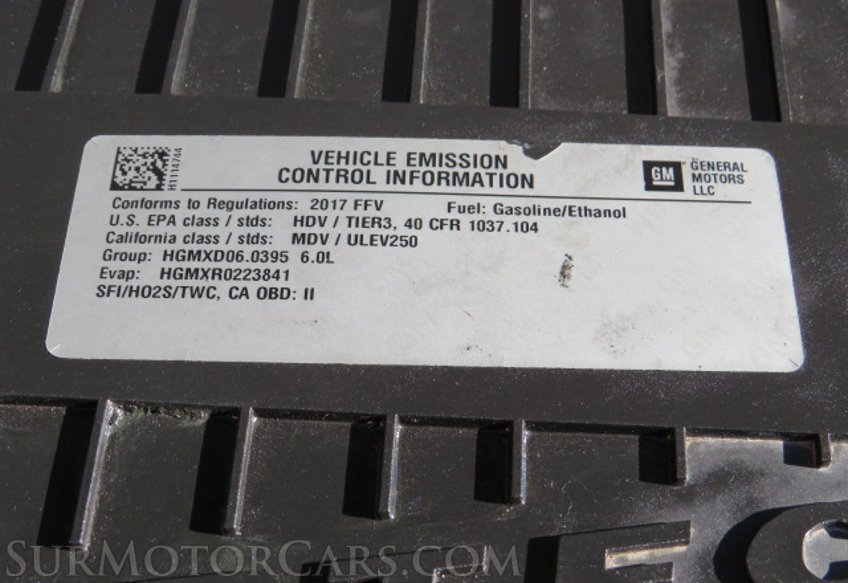 H1114744
VEHICLE EMISSION
CONTROL INFORMATION
GM
GENERAL
MOTORS
LLC
Conforms to Regulations: 2017 FFV Fuel: Gasoline/Ethanol
U.S. EPA class / stds: HDV / TIER3, 40 CFR 1037.104
California class / stds: MDV / ULEV250
Group: HGMXD06.0395 6.0L
Evap: HGMXR0223841
SFI/HO2S/TWC, CA OBD: II
SURMOTORCARS.COM